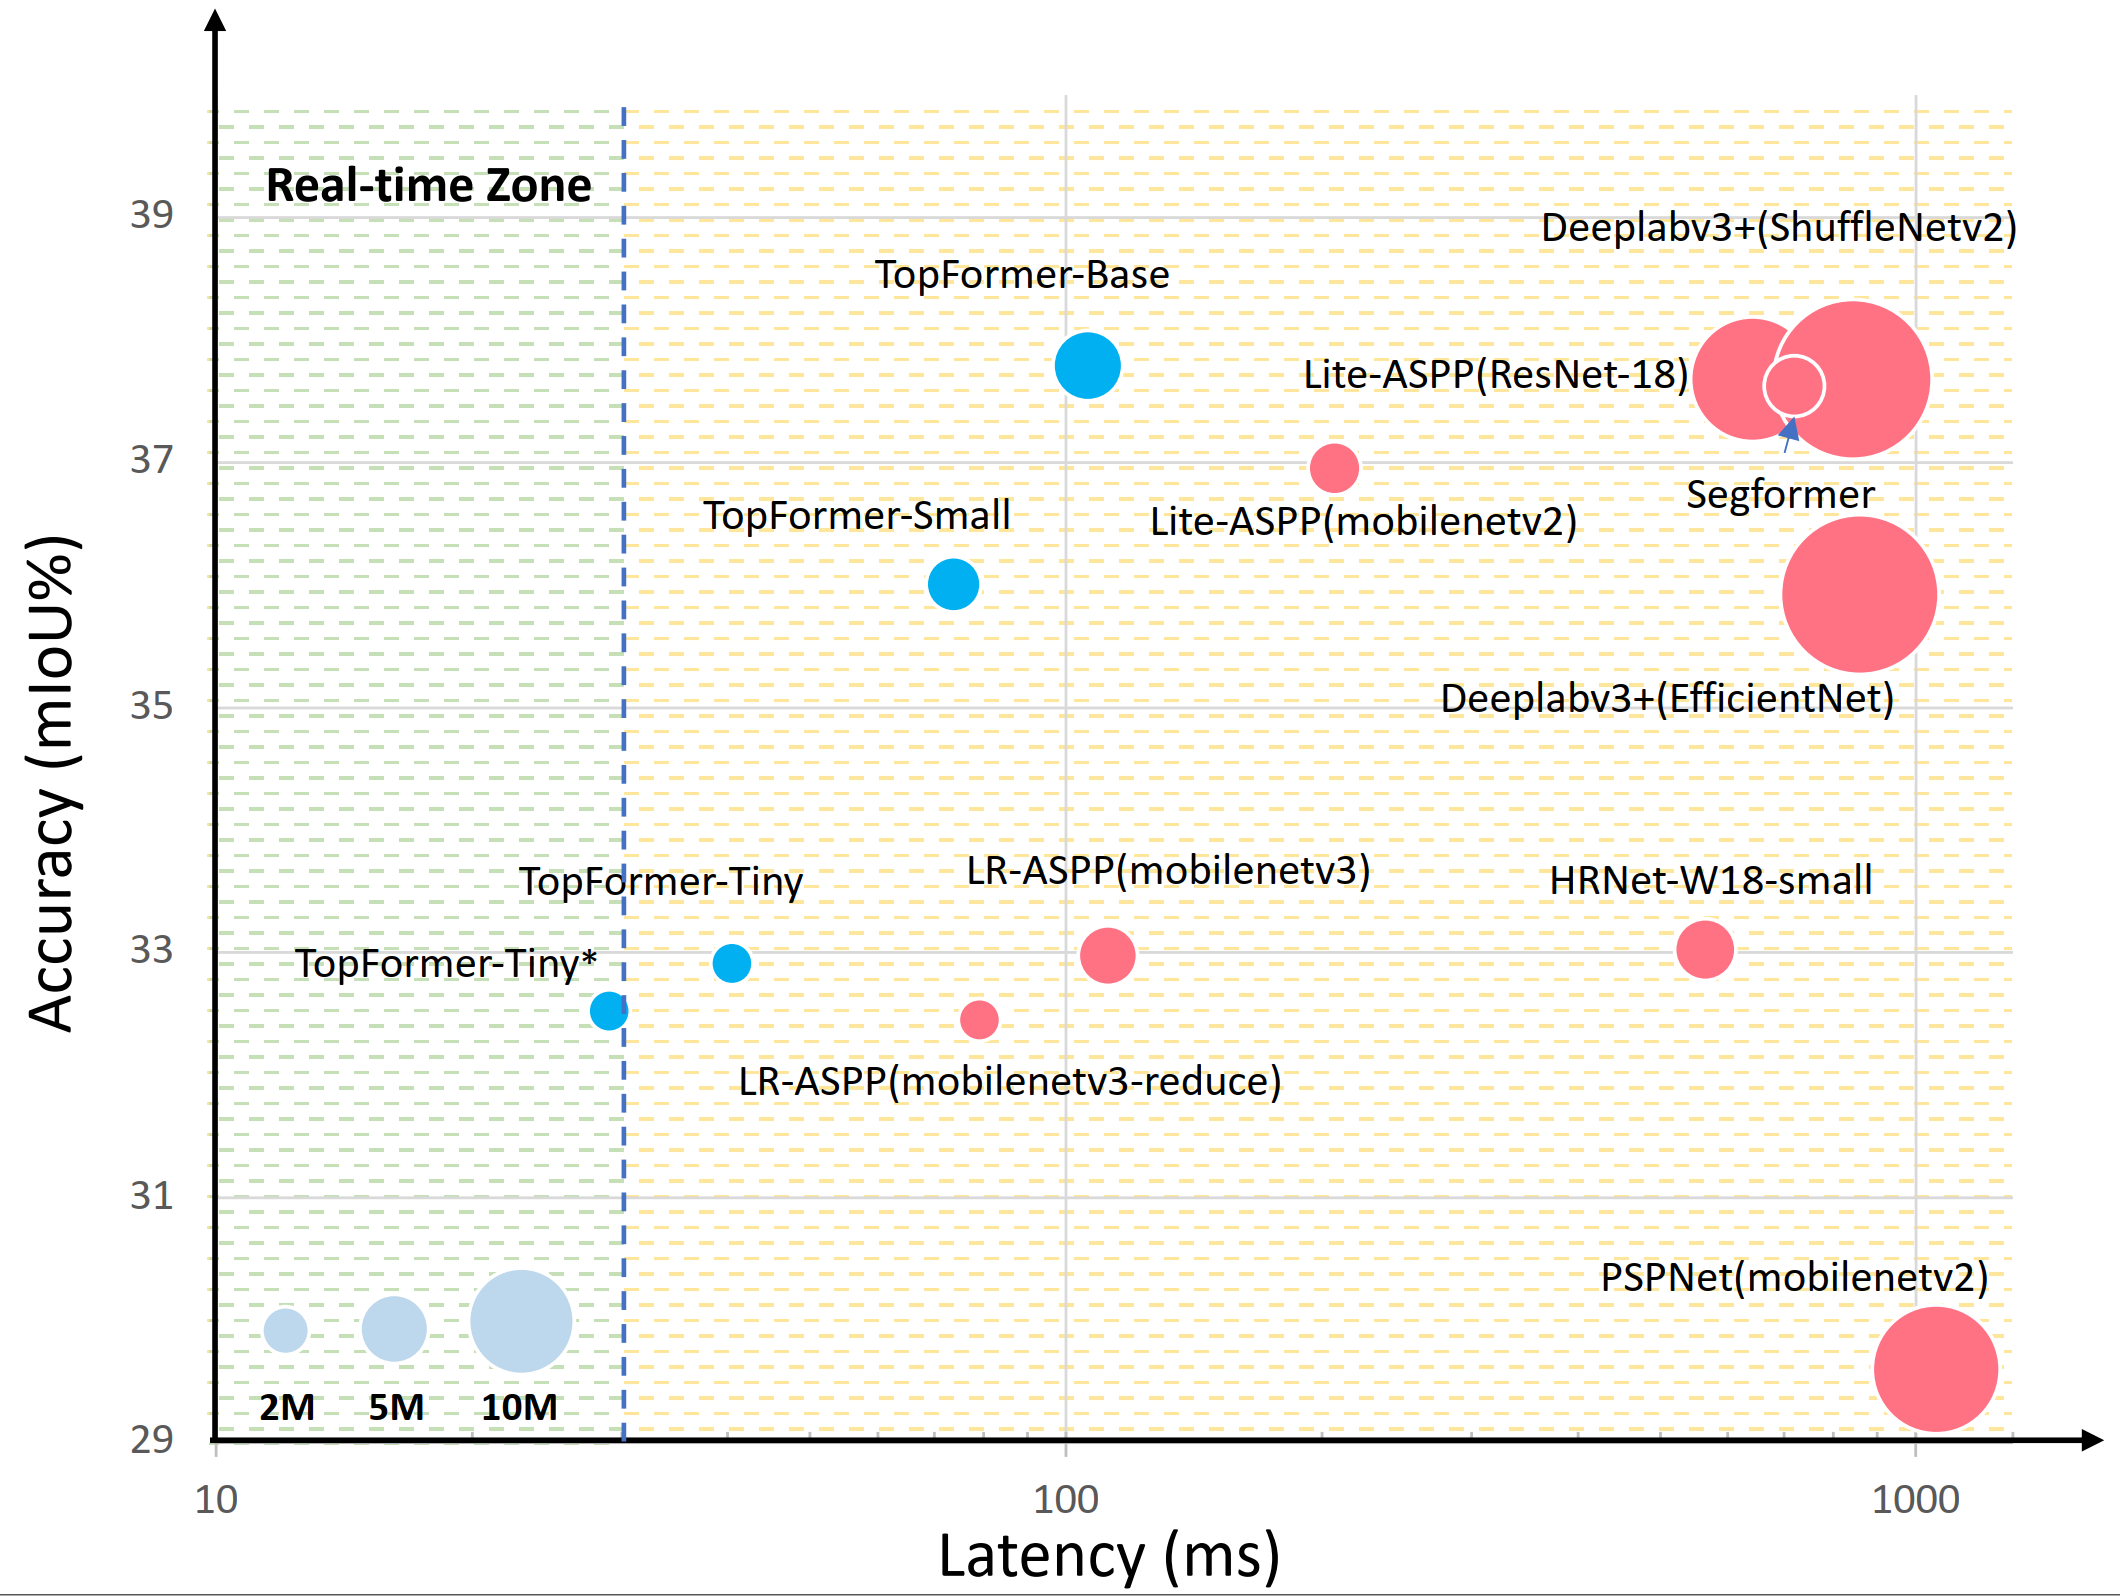 Real-time Zone
39
Deeplabv3+(ShuffleNetv2)
TopFormer-Base
Lite-ASPP(ResNet-18)
37
Segformer
TopFormer-Small
Lite-ASPP(mobilenetv2)
35
Deeplabv3+(EfficientNet)
Accuracy (mIoU%)
TopFormer-Tiny
LR-ASPP(mobilenetv3)
HRNet-W18-small
33
TopFormer-Tiny*
LR-ASPP(mobilenetv3-reduce)
31
PSPNet(mobilenetv2)
2M 5M 10M
29
10 100 1000
Latency (ms)